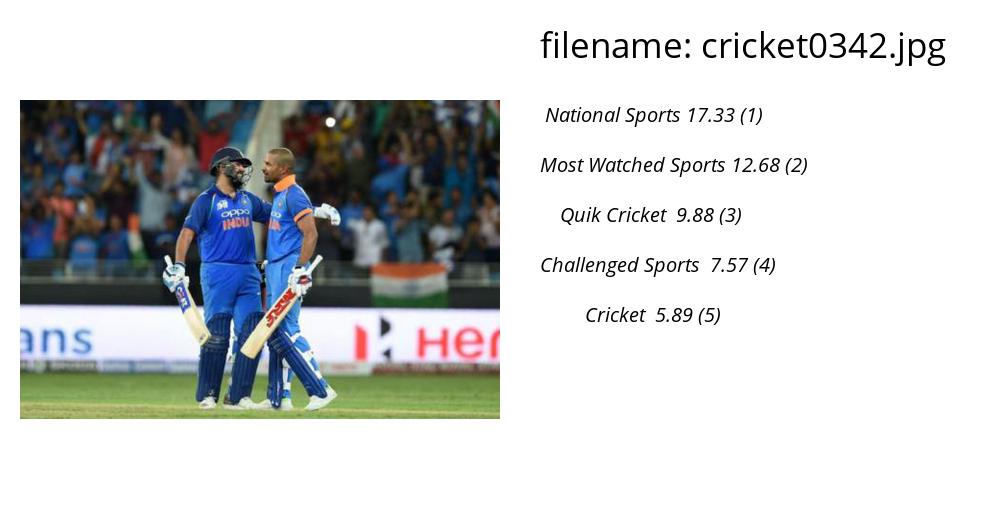 filename: cricket0342.jpg
National Sports 17.33 (1)
Most Watched Sports 12.68 (2)
Quik Cricket 9.88 (3)
Challenged Sports 7.57 (4)
Cricket 5.89 (5)
oppo
INDIA
ans
Her